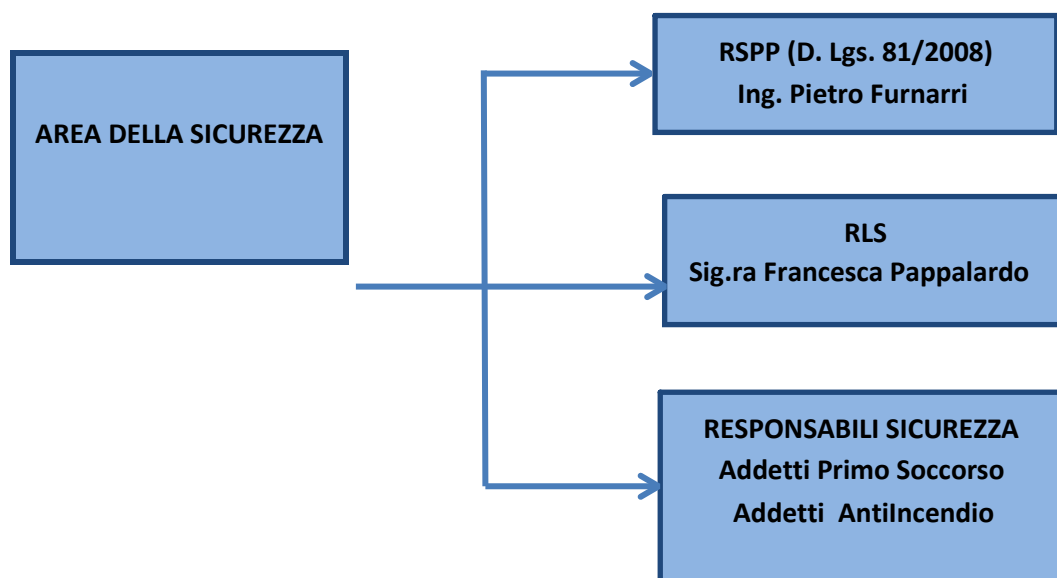 AREA DELLA SICUREZZA
RSPP (D. Lgs. 81/2008)
Ing. Pietro Furnarri
RLS
Sig.ra Francesca Pappalardo
RESPONSABILI SICUREZZA
Addetti Primo Soccorso
Addetti AntiIncendio